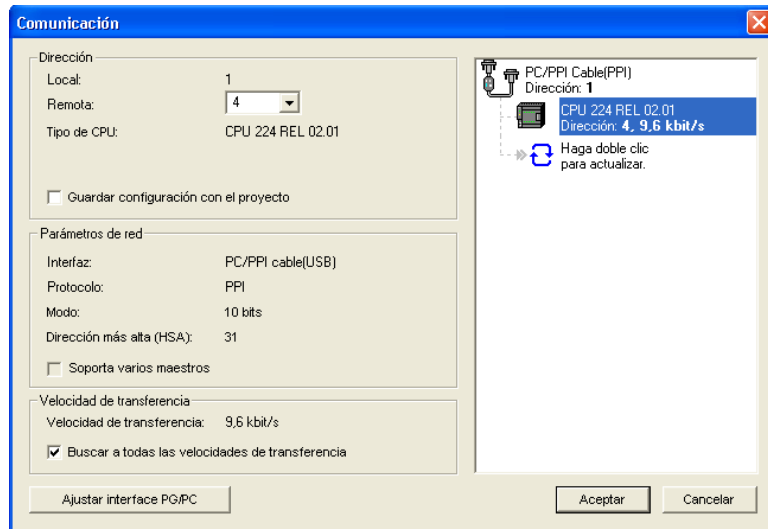 Comunicación
Dirección
Local: 1
Remota: 4
Tipo de CPU: CPU 224 REL 02.01
Guardar configuración con el proyecto
Parámetros de red
Interfaz: PC/PPI cable(USB)
Protocolo: PPI
Modo: 10 bits
Dirección más alta (HSA): 31
Soporta varios maestros
Velocidad de transferencia
Velocidad de transferencia: 9,6 kbit/s
Buscar a todas las velocidades de transferencia
Ajustar interface PG/PC
PC/PPI Cable(PPI)
Dirección: 1
CPU 224 REL 02.01
Dirección: 4, 9,6 kbit/s
Haga doble clic
para actualizar.
Aceptar
Cancelar